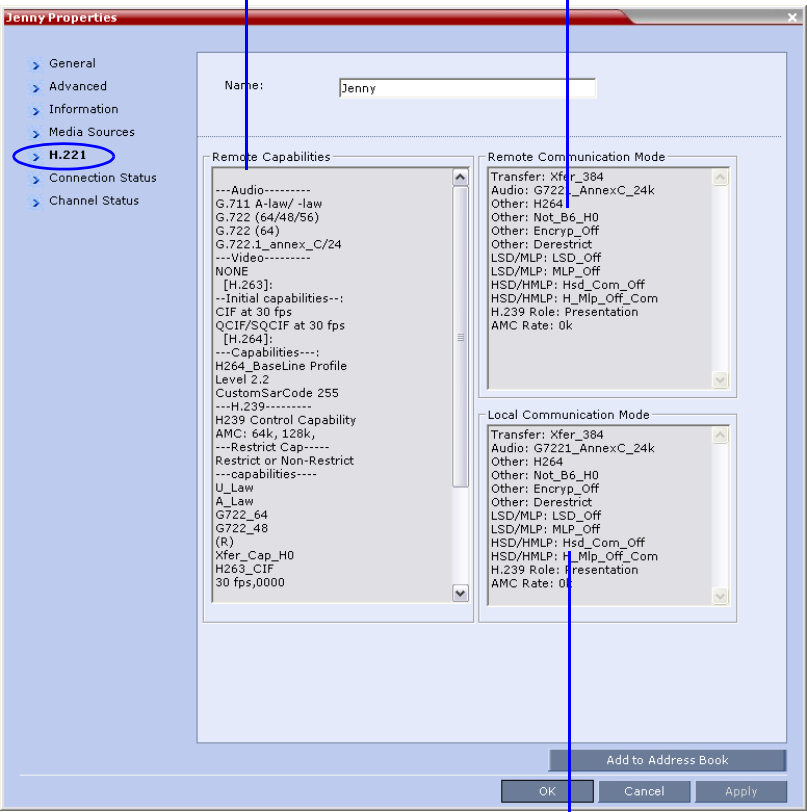 Jenny Properties
General
Advanced
Information
Media Sources
H.221
Connection Status
Channel Status
Name:
Jenny
Remote Capabilities
---Audio---------
G.711 A-law/ -law
G.722 (64/48/56)
G.722 (64)
G.722.1_annex_C/24
---Video---------
NONE
[H.263]:
--Initial capabilities--:
CIF at 30 fps
QCIF/SQCIF at 30 fps
[H.264]:
---Capabilities---:
H264_BaseLine Profile
Level 2.2
CustomSarCode 255
---H.239---------
H239 Control Capability
AMC: 64k, 128k,
---Restrict Cap-----
Restrict or Non-Restrict
---capabilities----
U_Law
A_Law
G722_64
G722_48
(R)
Xfer_Cap_H0
H263_CIF
30 fps,0000
Remote Communication Mode
Transfer: Xfer_384
Audio: G7221_AnnexC_24k
Other: H264
Other: Not_B6_H0
Other: Encryp_Off
Other: Derestrict
LSD/MLP: LSD_Off
LSD/MLP: MLP_Off
HSD/HMLP: Hsd_Com_Off
HSD/HMLP: H_Mlp_Off_Com
H.239 Role: Presentation
AMC Rate: 0k
Local Communication Mode
Transfer: Xfer_384
Audio: G7221_AnnexC_24k
Other: H264
Other: Not_B6_H0
Other: Encryp_Off
Other: Derestrict
LSD/MLP: LSD_Off
LSD/MLP: MLP_Off
HSD/HMLP: Hsd_Com_Off
HSD/HMLP: H_Mlp_Off_Com
H.239 Role: Presentation
AMC Rate: 0k
Add to Address Book
OK
Cancel
Apply